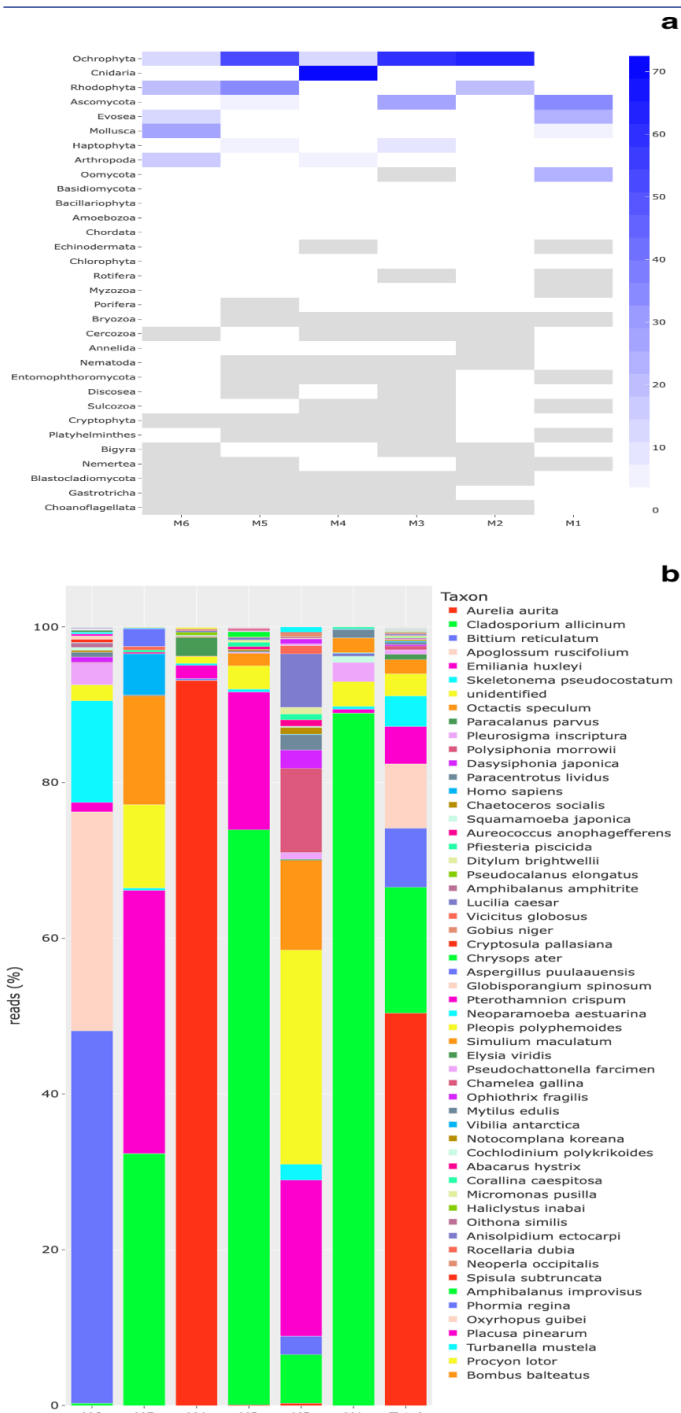 a
Ochrophyta
Cnidaria
Rhodophyta
Ascomycota
Evosea
Mollusca
Haptophyta
Arthropoda
Oomycota
Basidiomycota
Bacillariophyta
Amoebozoa
Chordata
Echinodermata
Chlorophyta
Rotifera
Myzozoa
Porifera
Bryozoa
Cercozoa
Annelida
Nematoda
Entomophthoromycota
Discosea
Sulcozoa
Cryptophyta
Platyhelminthes
Bigyra
Nemertea
Blastocladiomycota
Gastrotricha
Choanoflagellata
M6 M5 M4 M3 M2 M1
70
60
50
40
30
20
10
0
b
100
80
60
40
20
0
reads (%)
Taxon
Aurelia aurita
Cladosporium allicinum
Bittium reticulatum
Apoglossum ruscifolium
Emiliania huxleyi
Skeletonema pseudocostatum
unidentified
Octactis speculum
Paracalanus parvus
Pleurosigma inscriptura
Polysiphonia morrowii
Dasysiphonia japonica
Paracentrotus lividus
Homo sapiens
Chaetoceros socialis
Squamamoeba japonica
Aureococcus anophagefferens
Pfiesteria piscicida
Ditylum brightwellii
Pseudocalanus elongatus
Amphibalanus amphitrite
Lucilia caesar
Vicicitus globosus
Gobius niger
Cryptosula pallasiana
Chrysops ater
Aspergillus puulaauensis
Globisporangium spinosum
Pterothamnion crispum
Neoparamoeba aestuarina
Pleopis polyphemoides
Simulium maculatum
Elysia viridis
Pseudochattonella farcimen
Chamelea gallina
Ophiothrix fragilis
Mytilus edulis
Vibilia antarctica
Notocomplana koreana
Cochlodinium polykrikoides
Abacarus hystrix
Corallina caespitosa
Micromonas pusilla
Haliclystus inabai
Oithona similis
Anisolpidium ectocarpi
Rocellaria dubia
Neoperla occipitalis
Spisula subtruncata
Amphibalanus improvisus
Phormia regina
Oxyrhopus guibei
Placusa pinearum
Turbanella mustela
Procyon lotor
Bombus balteatus